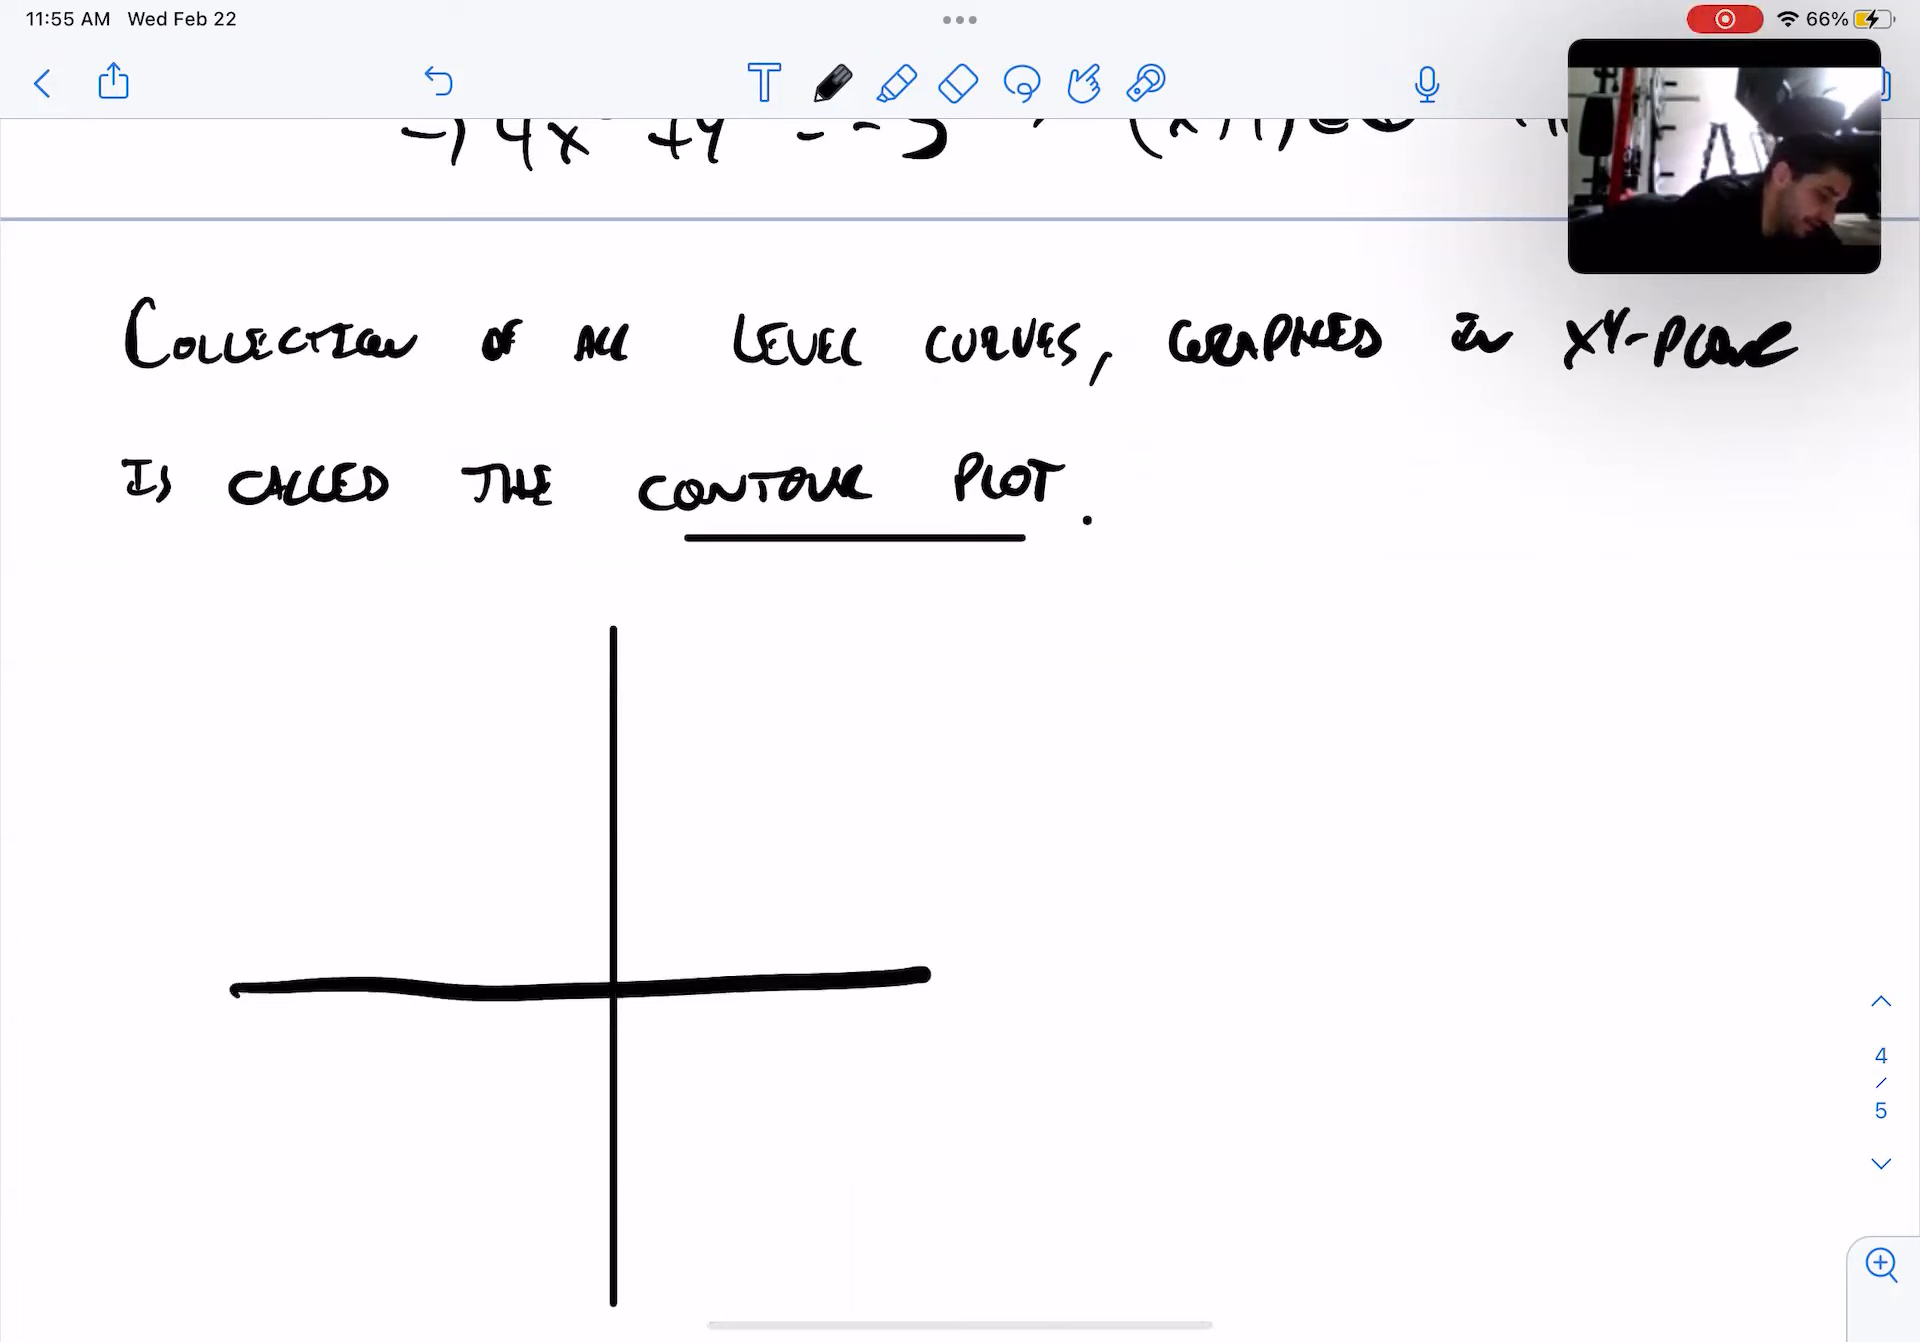 11:55 AM Wed Feb 22
66%
T
Collection of all level curves, graphed in xy-plane
is called the contour plot.
4
/
5